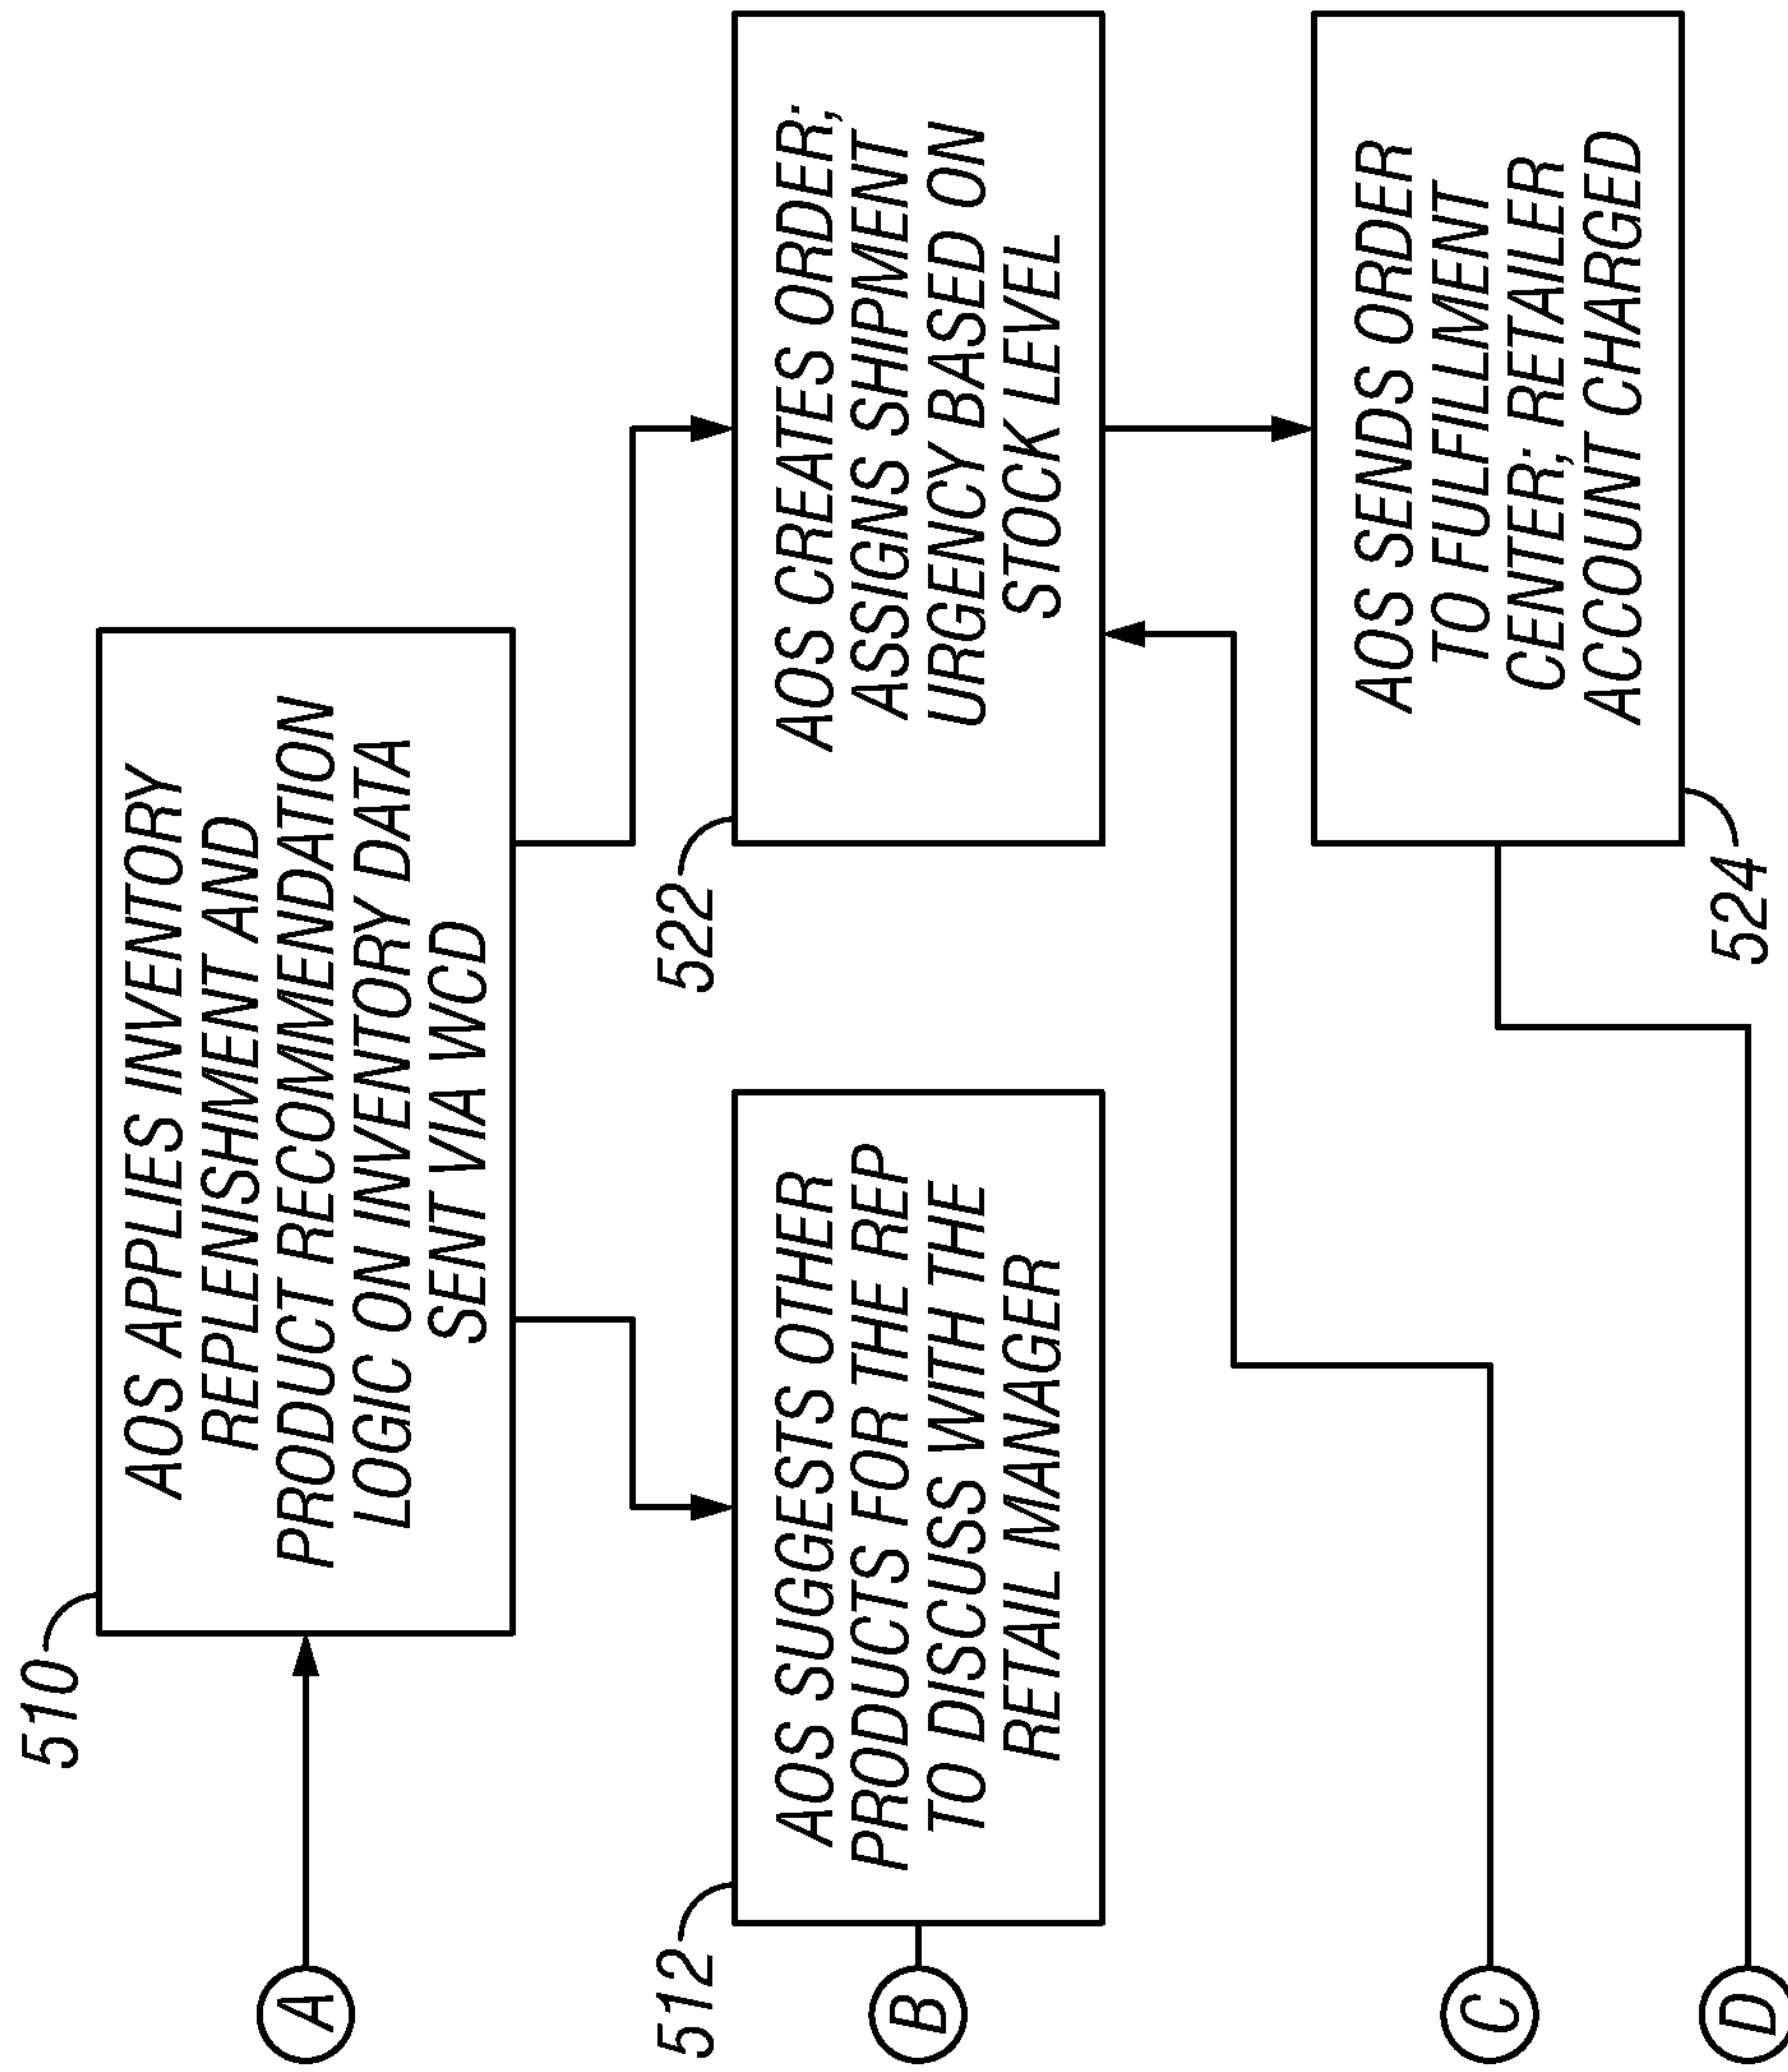 510
AOS APPLIES INVENTORY
REPLENISHMENT AND
PRODUCT RECOMMENDATION
LOGIC ON INVENTORY DATA
SENT VIA WCD
A
512
AOS SUGGESTS OTHER
PRODUCTS FOR THE REP
TO DISCUSS WITH THE
RETAIL MANAGER
B
522
AOS CREATES ORDER;
ASSIGNS SHIPMENT
URGENCY BASED ON
STOCK LEVEL
C
AOS SENDS ORDER
TO FULFILLMENT
CENTER; RETAILER
ACCOUNT CHARGED
524
D